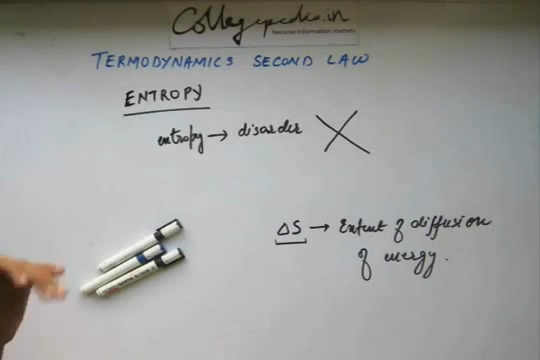 Collegepedia.in
because information matters
TERMODYNAMICS SECOND LAW
ENTROPY
entropy → disorder
ΔS → Extent of diffusion
of energy.